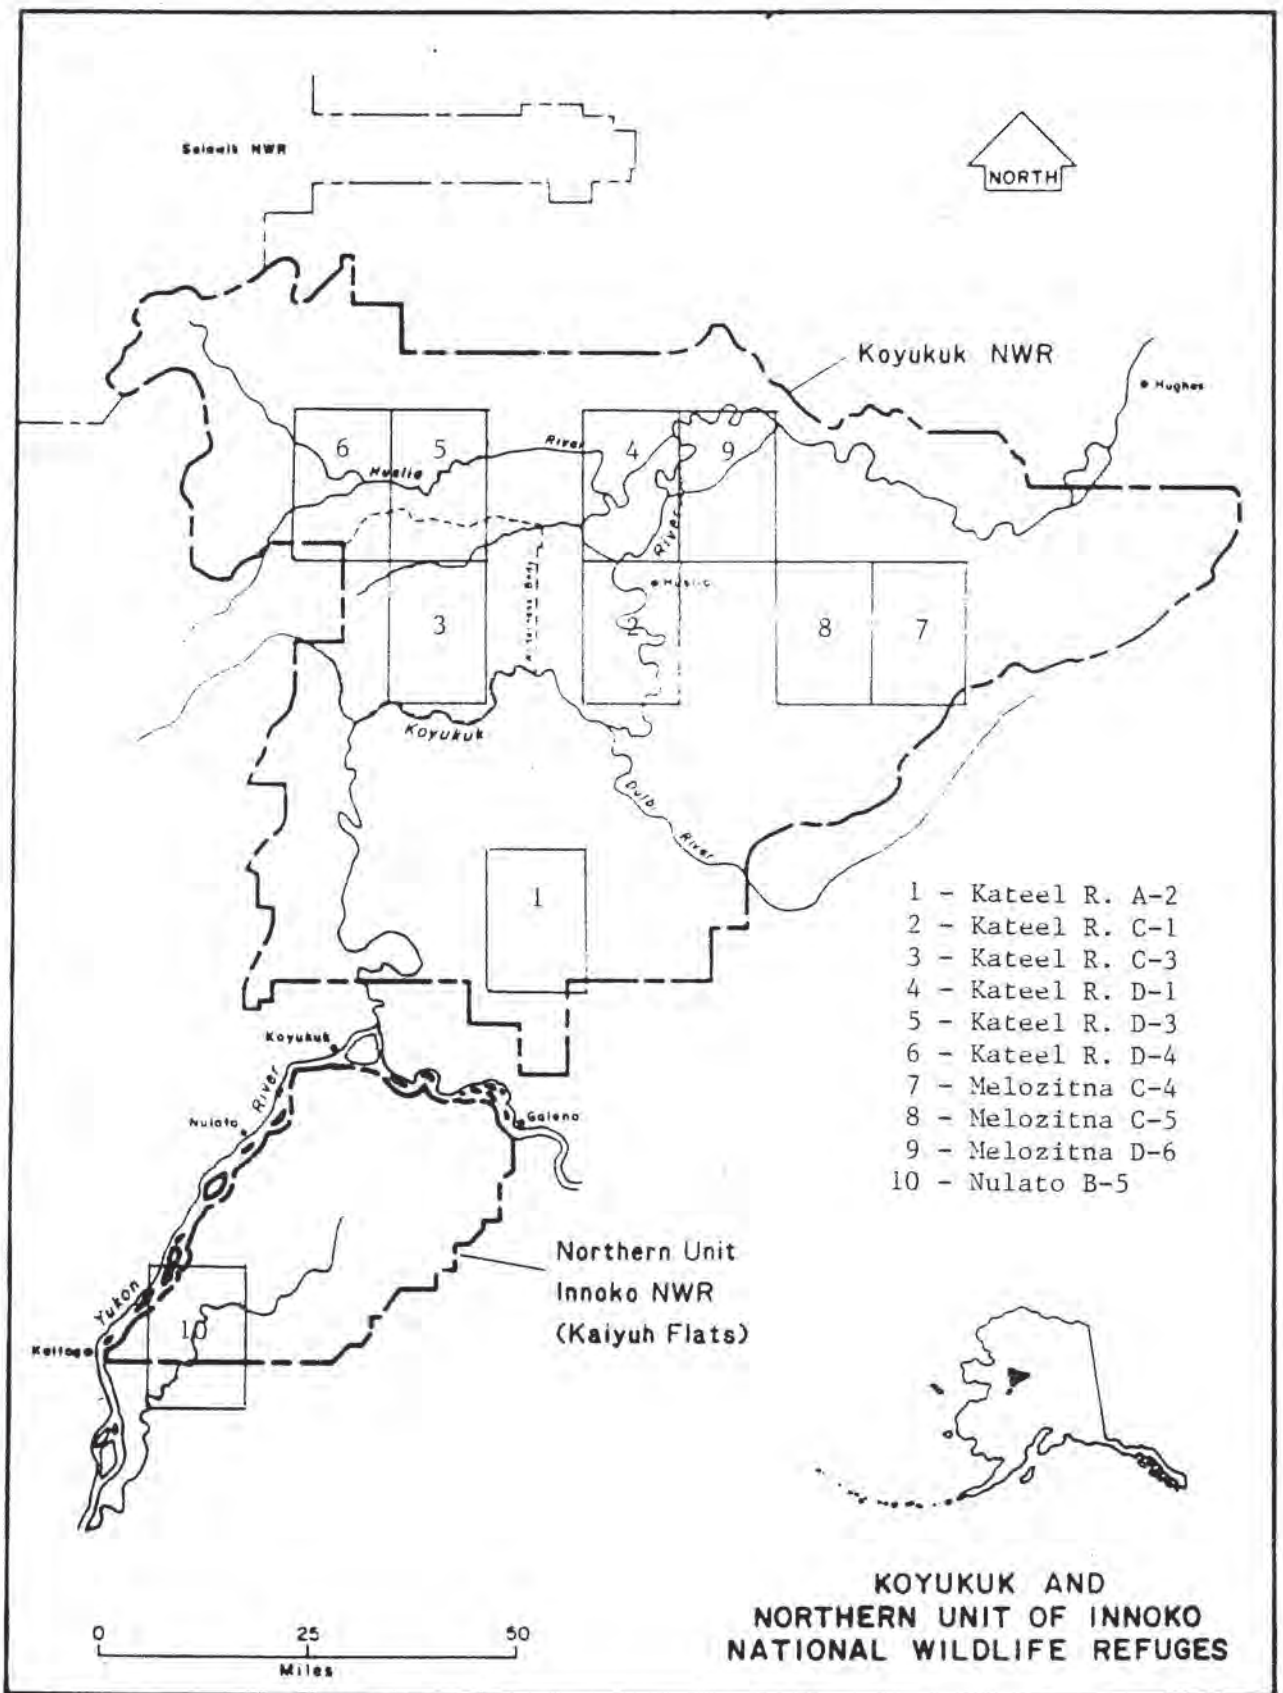 Selawik NWR
NORTH
Koyukuk NWR
Hughes
6
5
River
4
9
Huslia
River
Huslia
3
2
8
7
Koyukuk
Dulbi
River
1
1 - Kateel R. A-2
2 - Kateel R. C-1
3 - Kateel R. C-3
4 - Kateel R. D-1
5 - Kateel R. D-3
6 - Kateel R. D-4
7 - Melozitna C-4
8 - Melozitna C-5
9 - Melozitna D-6
10 - Nulato B-5
Koyukuk
River
Nulato
Galena
Northern Unit
Innoko NWR
(Kaiyuh Flats)
Yukon
10
Kaltag
KOYUKUK AND
NORTHERN UNIT OF INNOKO
NATIONAL WILDLIFE REFUGES
0 25 50
Miles